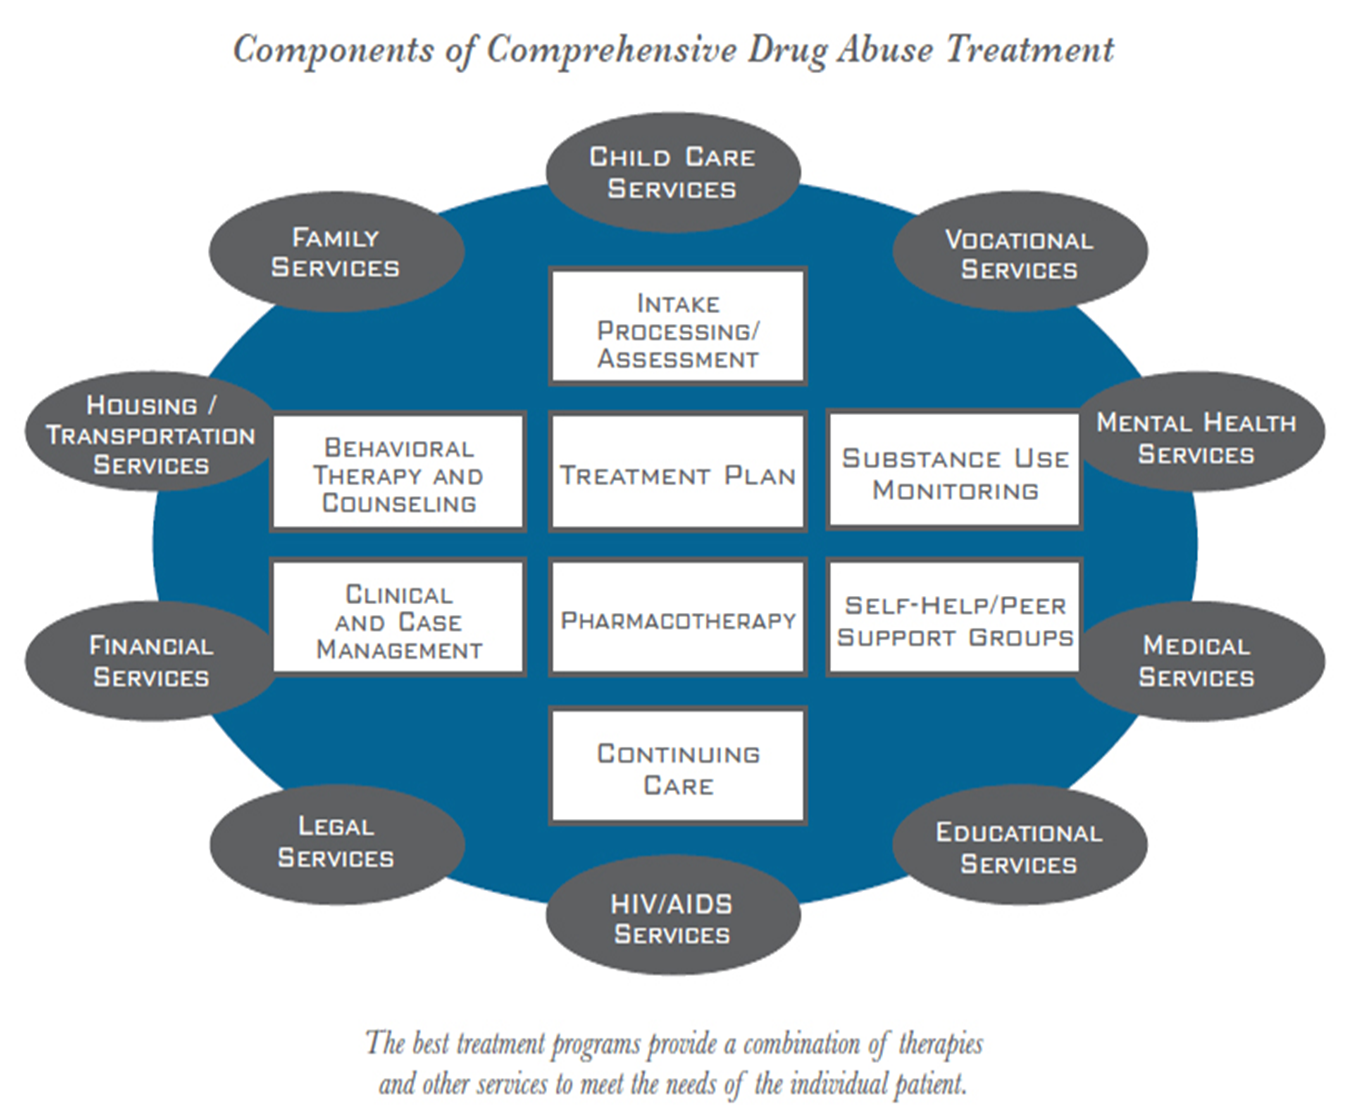 Components of Comprehensive Drug Abuse Treatment
CHILD CARE
SERVICES
FAMILY
SERVICES
VOCATIONAL
SERVICES
INTAKE
PROCESSING/
ASSESSMENT
HOUSING /
TRANSPORTATION
SERVICES
BEHAVIORAL
THERAPY AND
COUNSELING
TREATMENT PLAN
SUBSTANCE USE
MONITORING
MENTAL HEALTH
SERVICES
FINANCIAL
SERVICES
CLINICAL
AND CASE
MANAGEMENT
PHARMACOTHERAPY
SELF-HELP/PEER
SUPPORT GROUPS
MEDICAL
SERVICES
CONTINUING
CARE
LEGAL
SERVICES
EDUCATIONAL
SERVICES
HIV/AIDS
SERVICES
The best treatment programs provide a combination of therapies
and other services to meet the needs of the individual patient.